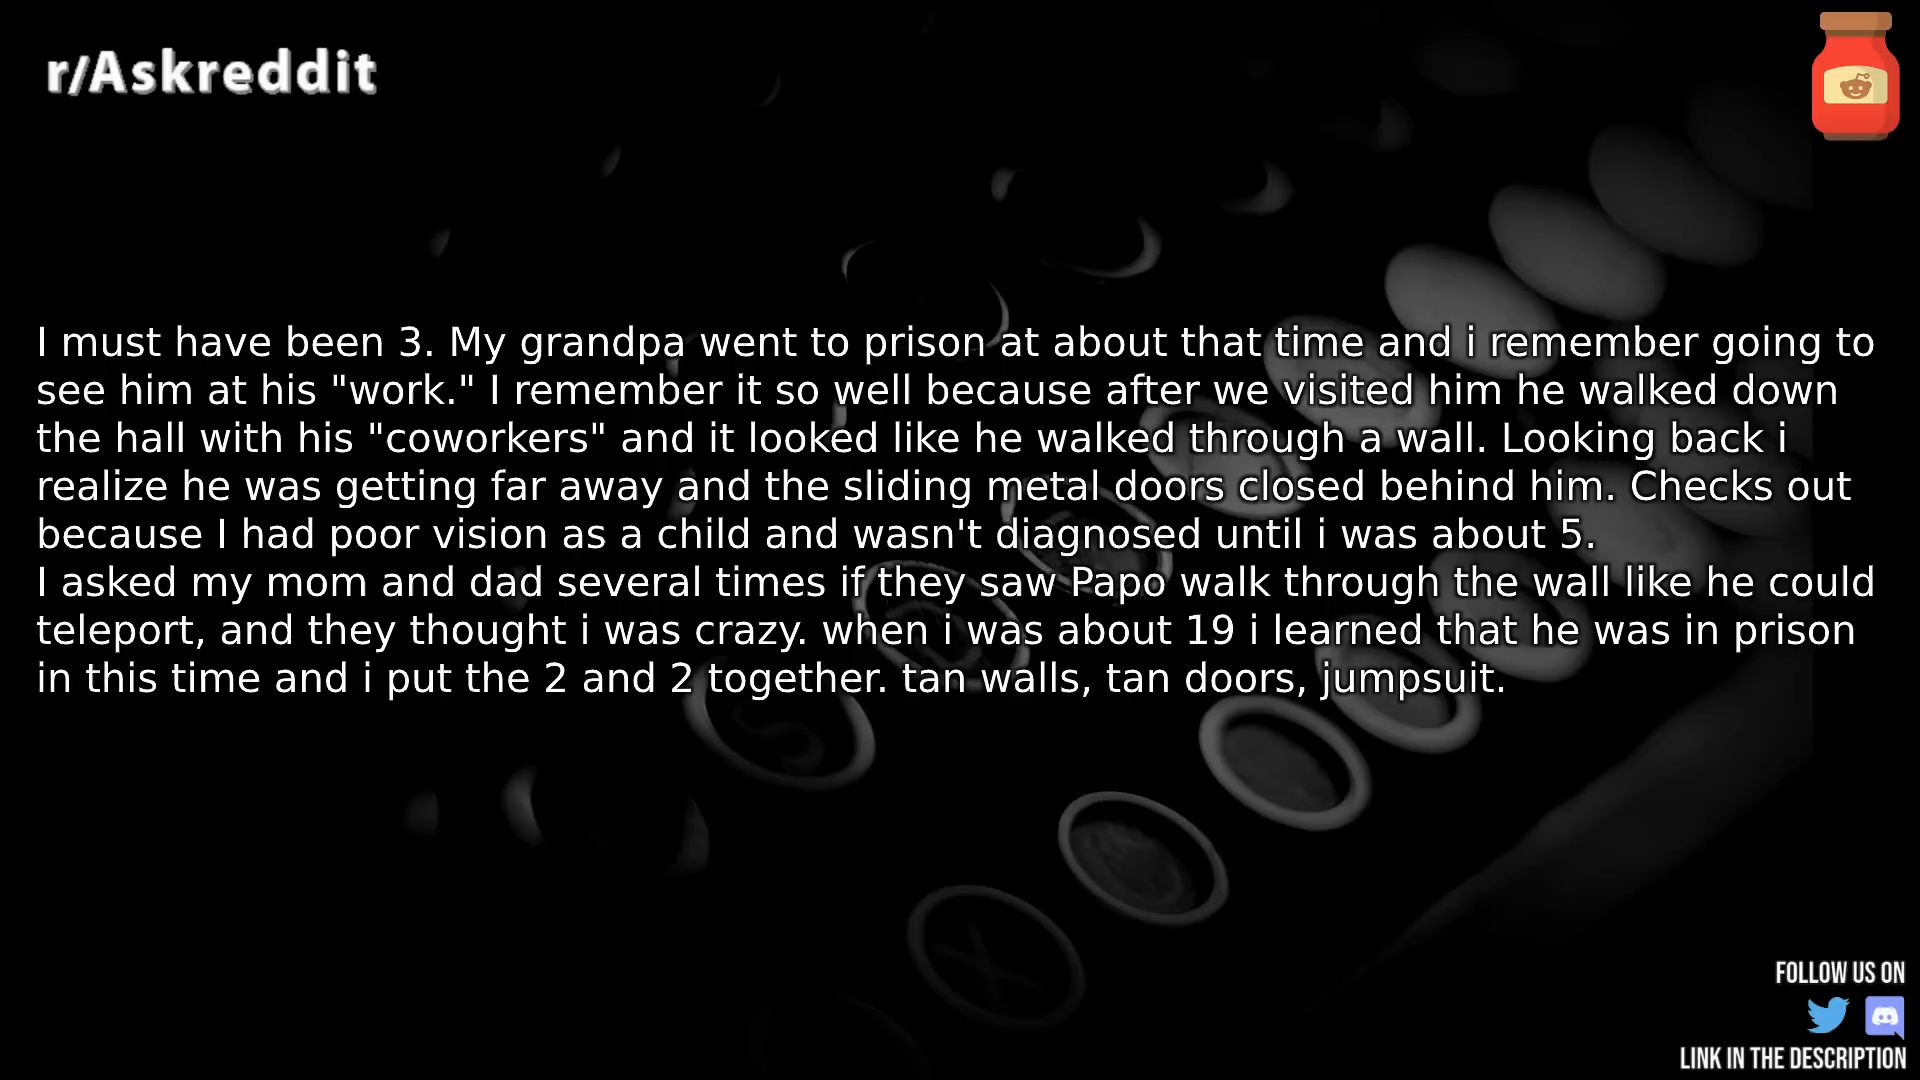 r/Askreddit
I must have been 3. My grandpa went to prison at about that time and i remember going to
see him at his "work." I remember it so well because after we visited him he walked down
the hall with his "coworkers" and it looked like he walked through a wall. Looking back i
realize he was getting far away and the sliding metal doors closed behind him. Checks out
because I had poor vision as a child and wasn't diagnosed until i was about 5.
I asked my mom and dad several times if they saw Papo walk through the wall like he could
teleport, and they thought i was crazy. when i was about 19 i learned that he was in prison
in this time and i put the 2 and 2 together. tan walls, tan doors, jumpsuit.
S
X
FOLLOW US ON
LINK IN THE DESCRIPTION